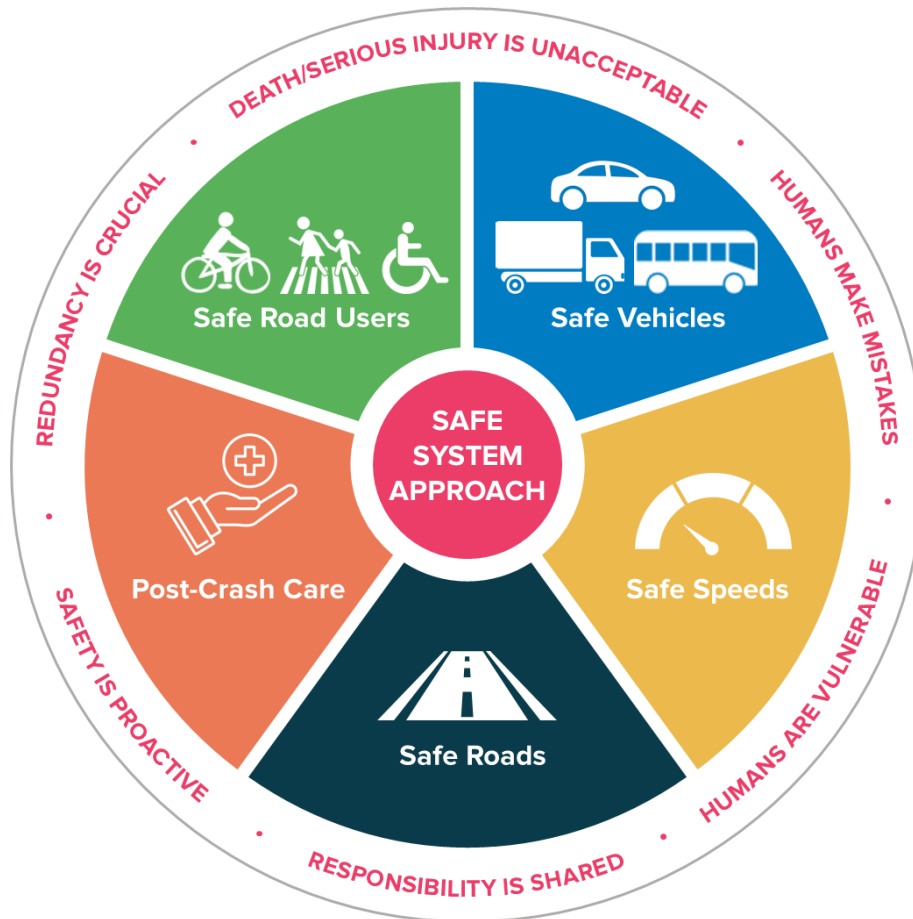 DEATH/SERIOUS INJURY IS UNACCEPTABLE
HUMANS MAKE MISTAKES
HUMANS ARE VULNERABLE
RESPONSIBILITY IS SHARED
SAFETY IS PROACTIVE
REDUNDANCY IS CRUCIAL
Safe Road Users
Safe Vehicles
SAFE
SYSTEM
APPROACH
Post-Crash Care
Safe Speeds
Safe Roads